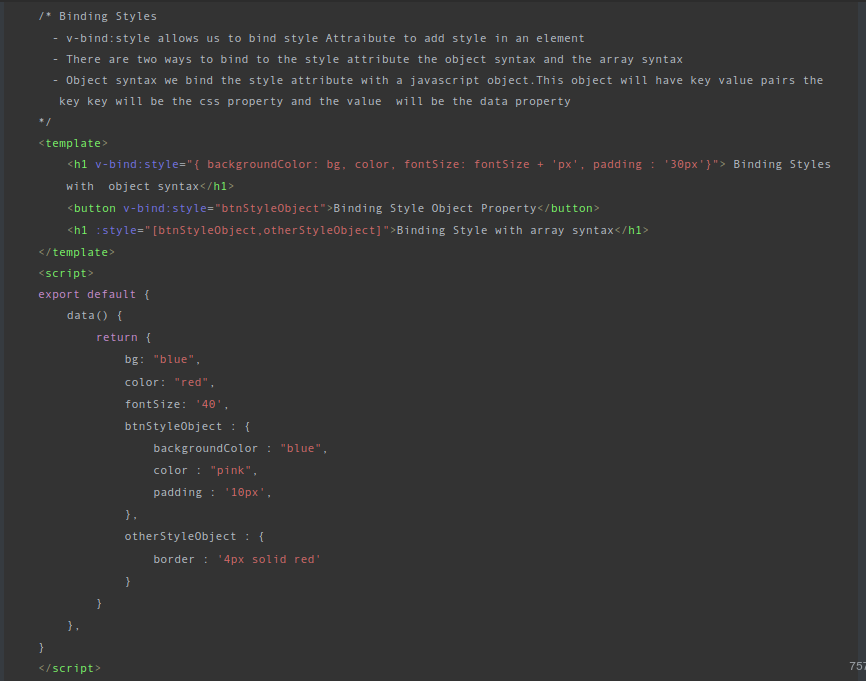 /* Binding Styles
- v-bind:style allows us to bind style Attraibute to add style in an element
- There are two ways to bind to the style attribute the object syntax and the array syntax
- Object syntax we bind the style attribute with a javascript object.This object will have key value pairs the
key key will be the css property and the value  will be the data property
*/
<template>
<h1 v-bind:style="{ backgroundColor: bg, color, fontSize: fontSize + 'px', padding : '30px'}"> Binding Styles
with  object syntax</h1>
<button v-bind:style="btnStyleObject">Binding Style Object Property</button>
<h1 :style="[btnStyleObject,otherStyleObject]">Binding Style with array syntax</h1>
</template>
<script>
export default {
data() {
return {
bg: "blue",
color: "red",
fontSize: '40',
btnStyleObject : {
backgroundColor : "blue",
color : "pink",
padding : '10px',
},
otherStyleObject : {
border : '4px solid red'
}
}
},
}
</script>
757